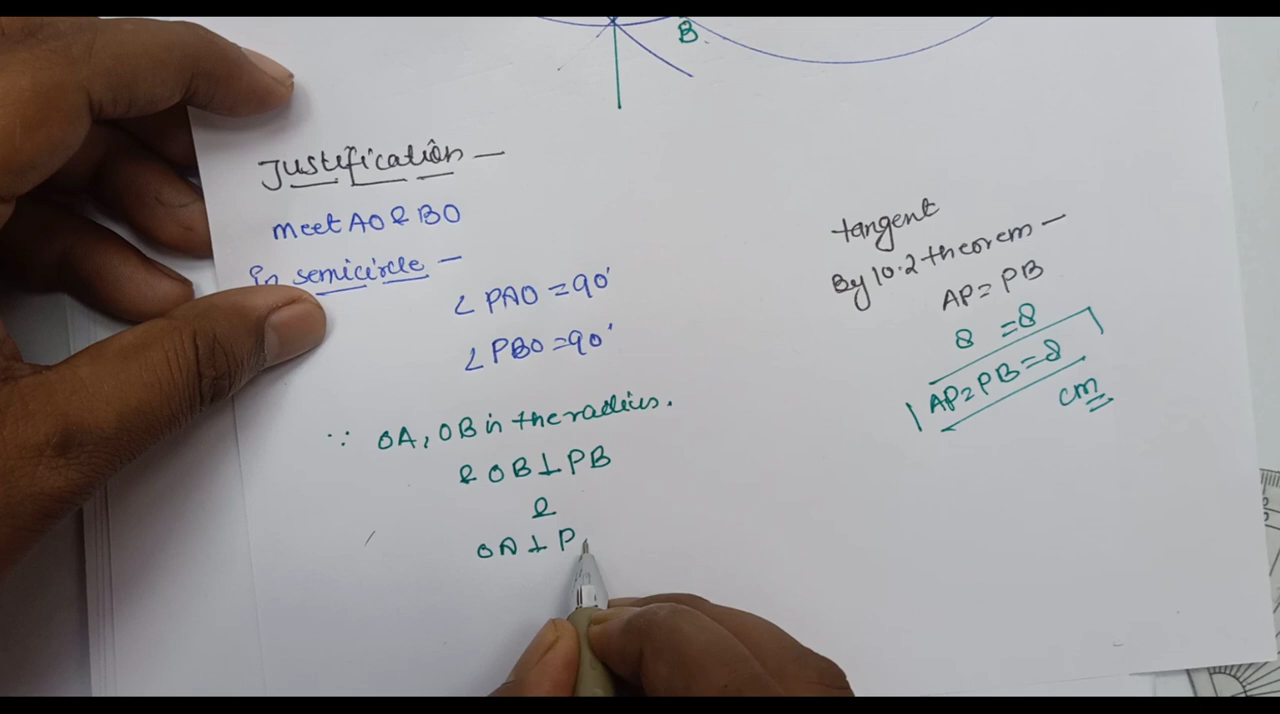 B
Justification —
meet AO & BO
In semicircle —
∠ PAO = 90°
∠ PBO = 90°
∵ OA, OB is the radius.
& OB ⊥ PB
&
OA ⊥ P
tangent
By 10.2 theorem —
AP = PB
8 = 8
AP = PB = 8
cm